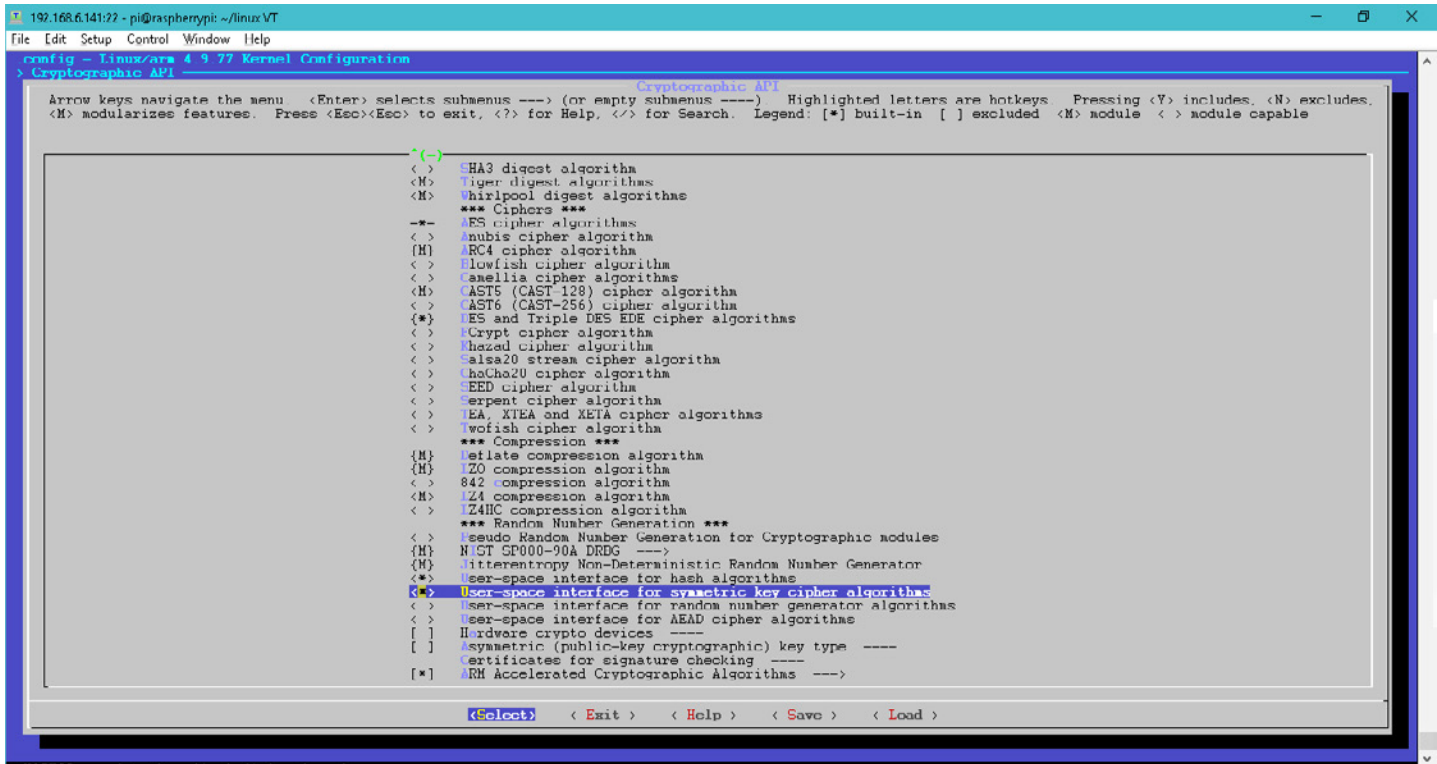 192.168.6.141:22 - pi@raspherrypi: ~/linux VT
File Edit Setup Control Window Help
.config - Linux/arm 4.9.77 Kernel Configuration
> Cryptographic API
Cryptographic API
Arrow keys navigate the menu. <Enter> selects submenus ---> (or empty submenus ----). Highlighted letters are hotkeys. Pressing <Y> includes, <N> excludes,
<M> modularizes features. Press <Esc><Esc> to exit, <?> for Help, </> for Search. Legend: [*] built-in [ ] excluded <M> module < > module capable
^(-)
< > SHA3 digest algorithm
<M> Tiger digest algorithms
<M> Whirlpool digest algorithms
*** Ciphers ***
-*- AES cipher algorithms
< > Anubis cipher algorithm
{M} ARC4 cipher algorithm
< > Blowfish cipher algorithm
< > Camellia cipher algorithms
<M> CAST5 (CAST-128) cipher algorithm
< > CAST6 (CAST-256) cipher algorithm
{*} DES and Triple DES EDE cipher algorithms
< > FCrypt cipher algorithm
< > Khazad cipher algorithm
< > Salsa20 stream cipher algorithm
< > ChaCha20 cipher algorithm
< > SEED cipher algorithm
< > Serpent cipher algorithm
< > TEA, XTEA and XETA cipher algorithms
< > Twofish cipher algorithm
*** Compression ***
{M} Deflate compression algorithm
{M} LZO compression algorithm
< > 842 compression algorithm
<M> LZ4 compression algorithm
< > LZ4HC compression algorithm
*** Random Number Generation ***
< > Pseudo Random Number Generation for Cryptographic modules
{M} NIST SP800-90A DRBG --->
{M} Jitterentropy Non-Deterministic Random Number Generator
<*> User-space interface for hash algorithms
<*> User-space interface for symmetric key cipher algorithms
< > User-space interface for random number generator algorithms
< > User-space interface for AEAD cipher algorithms
[ ] Hardware crypto devices ----
[ ] Asymmetric (public-key cryptographic) key type ----
Certificates for signature checking ----
[*] ARM Accelerated Cryptographic Algorithms --->
<Select> < Exit > < Help > < Save > < Load >